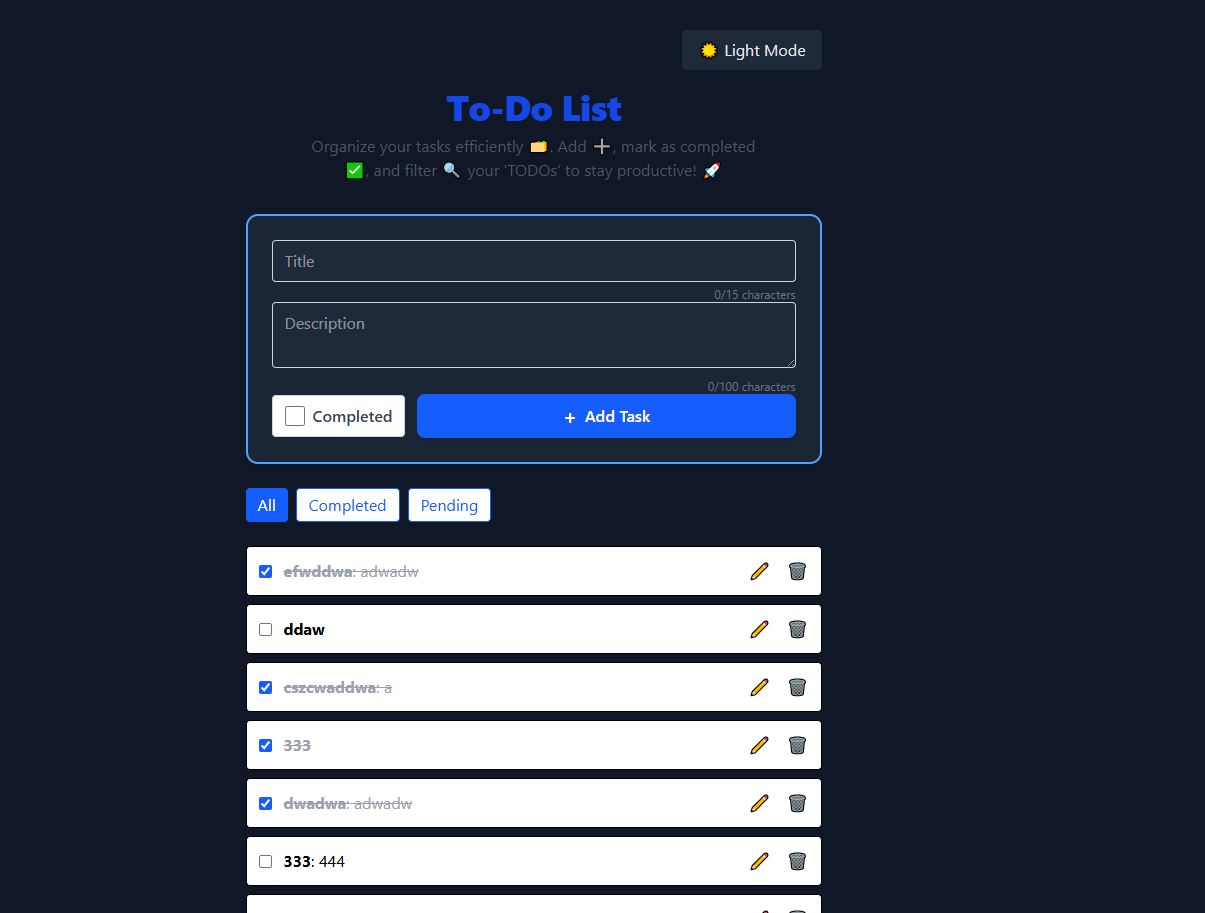 ☀️ Light Mode
To-Do List
Organize your tasks efficiently 🗂️. Add ➕, mark as completed
✅, and filter 🔍 your 'TODOs' to stay productive! 🚀
Title
0/15 characters
Description
0/100 characters
Completed
+ Add Task
All Completed Pending
efwddwa: adwadw
ddaw
cszcwaddwa: a
333
dwadwa: adwadw
333: 444